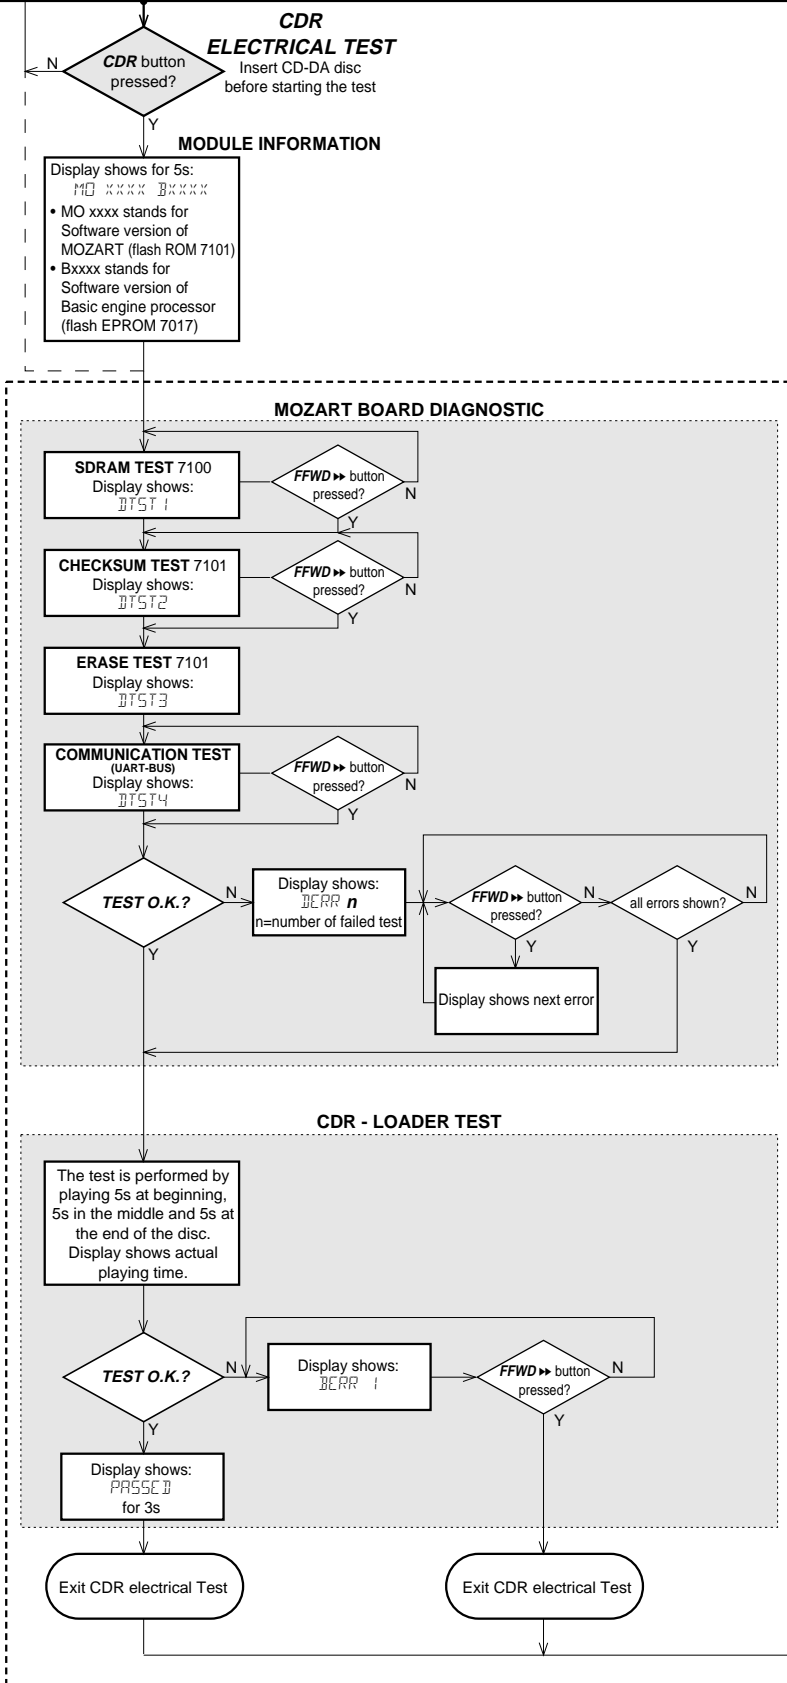 CDR
ELECTRICAL TEST
Insert CD-DA disc
before starting the test
CDR button
pressed?
N
Y
MODULE INFORMATION
Display shows for 5s:
MO XXXX BXXXX
• MO xxxx stands for
Software version of
MOZART (flash ROM 7101)
• Bxxxx stands for
Software version of
Basic engine processor
(flash EPROM 7017)
MOZART BOARD DIAGNOSTIC
SDRAM TEST 7100
Display shows:
DTST1
FFWD ▸▸ button
pressed?
N
Y
CHECKSUM TEST 7101
Display shows:
DTST2
FFWD ▸▸ button
pressed?
N
Y
ERASE TEST 7101
Display shows:
DTST3
COMMUNICATION TEST
(UART-BUS)
Display shows:
DTST4
FFWD ▸▸ button
pressed?
N
Y
TEST O.K.?
N
Y
Display shows:
DERR n
n=number of failed test
FFWD ▸▸ button
pressed?
N
Y
all errors shown?
N
Y
Display shows next error
CDR - LOADER TEST
The test is performed by
playing 5s at beginning,
5s in the middle and 5s at
the end of the disc.
Display shows actual
playing time.
TEST O.K.?
N
Y
Display shows:
BERR 1
FFWD ▸▸ button
pressed?
N
Y
Display shows:
PASSED
for 3s
Exit CDR electrical Test
Exit CDR electrical Test